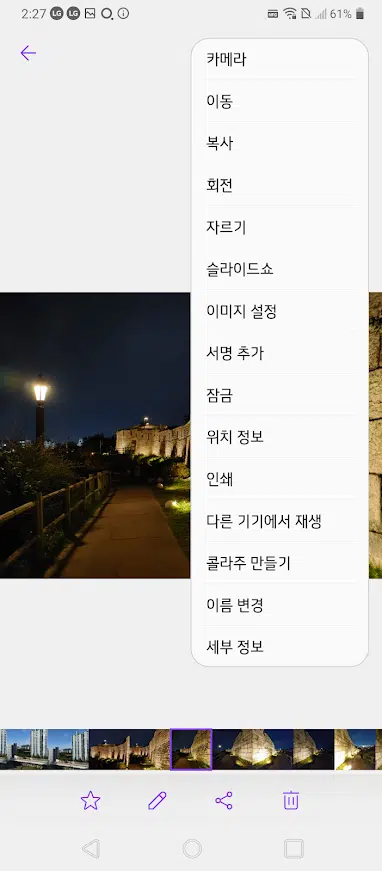 2:27 LG LG 61%
카메라
이동
복사
회전
자르기
슬라이드쇼
이미지 설정
서명 추가
잠금
위치 정보
인쇄
다른 기기에서 재생
콜라주 만들기
이름 변경
세부 정보